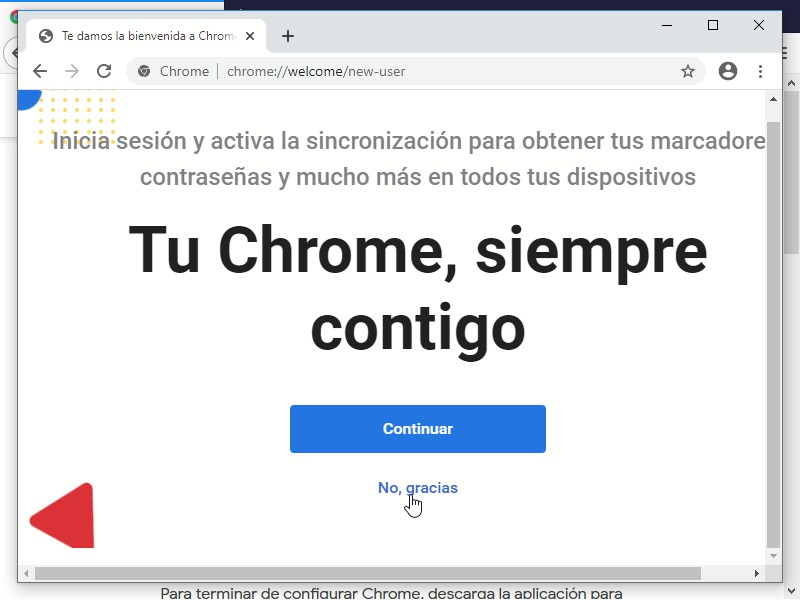 Te damos la bienvenida a Chrome
Chrome
chrome://welcome/new-user
Inicia sesión y activa la sincronización para obtener tus marcadore
contraseñas y mucho más en todos tus dispositivos
Tu Chrome, siempre
contigo
Continuar
No, gracias
Para terminar de configurar Chrome, descarga la aplicación para